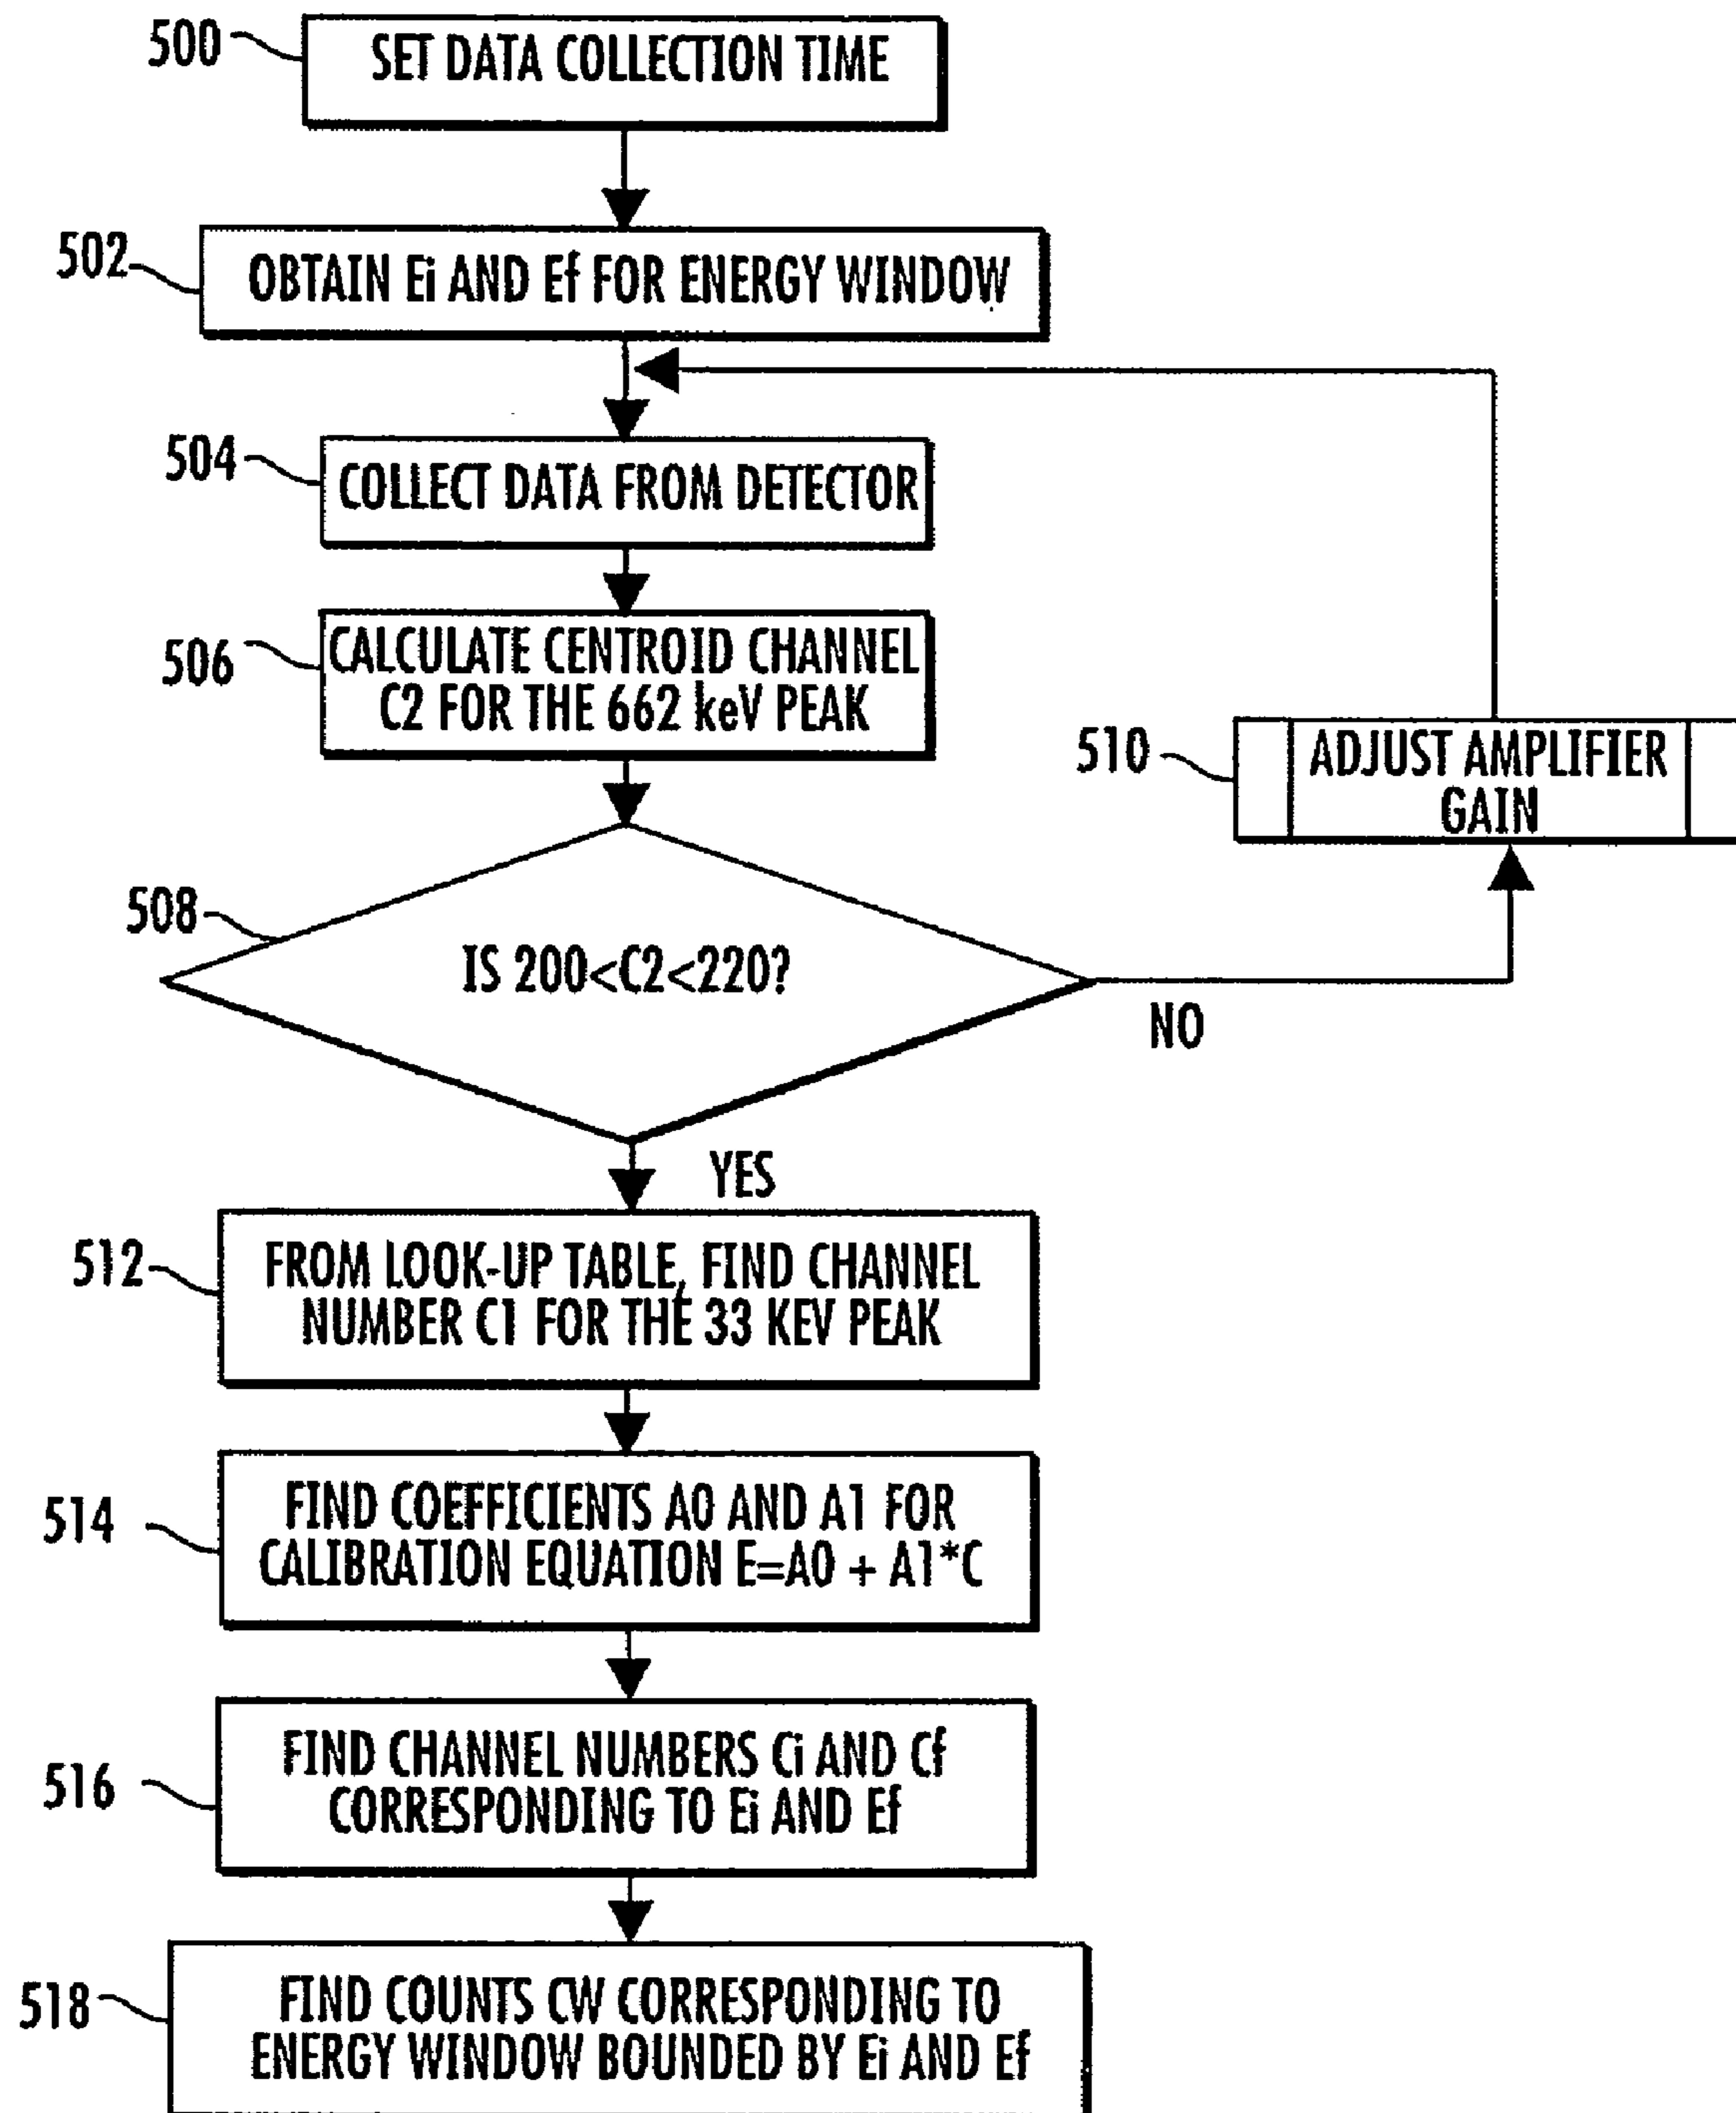 500
SET DATA COLLECTION TIME
502
OBTAIN Ei AND Ef FOR ENERGY WINDOW
504
COLLECT DATA FROM DETECTOR
506
CALCULATE CENTROID CHANNEL
C2 FOR THE 662 keV PEAK
510
ADJUST AMPLIFIER
GAIN
508
IS 200<C2<220?
NO
YES
512
FROM LOOK-UP TABLE, FIND CHANNEL
NUMBER C1 FOR THE 33 KEV PEAK
514
FIND COEFFICIENTS A0 AND A1 FOR
CALIBRATION EQUATION E=A0 + A1*C
516
FIND CHANNEL NUMBERS Ci AND Cf
CORRESPONDING TO Ei AND Ef
518
FIND COUNTS CW CORRESPONDING TO
ENERGY WINDOW BOUNDED BY Ei AND Ef